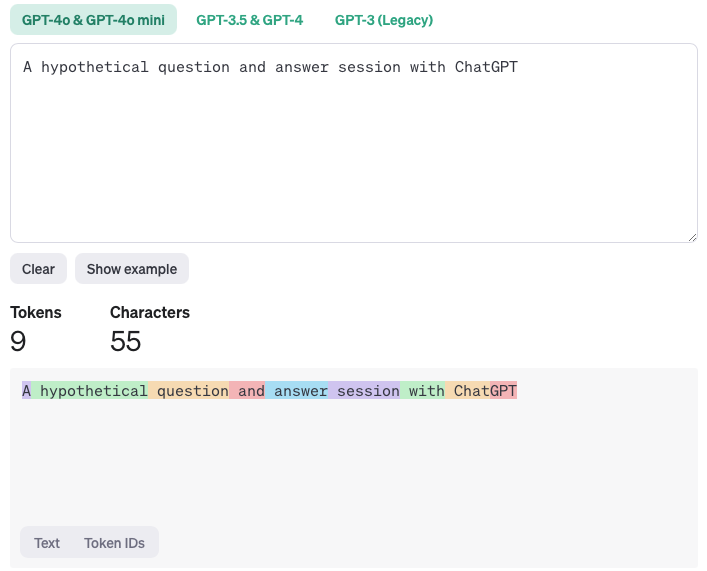 GPT-4o & GPT-4o mini GPT-3.5 & GPT-4 GPT-3 (Legacy)
A hypothetical question and answer session with ChatGPT
Clear Show example
Tokens Characters
9 55
A hypothetical question and answer session with ChatGPT
Text Token IDs